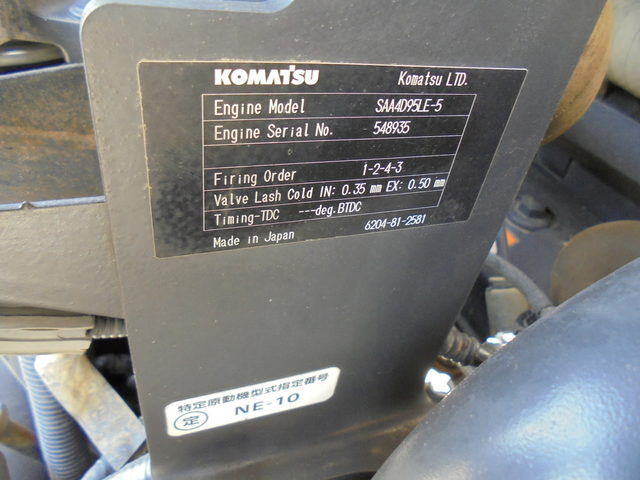 KOMATSU Komatsu LTD.
Engine Model SAA4D95LE-5
Engine Serial No. 548935
Firing Order 1-2-4-3
Valve Lash Cold IN: 0.35 mm EX: 0.50 mm
Timing-TDC ---deg.BTDC
Made in Japan 6204-81-2581
特定原動機型式指定番号
定 NE-10